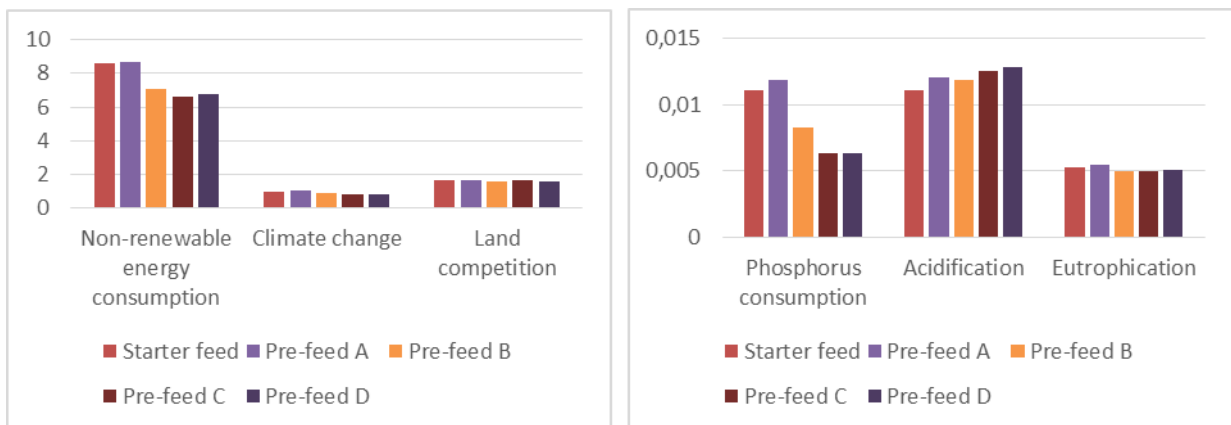 10
8
6
4
2
0
Non-renewable
energy
consumption
Climate change
Land
competition
Starter feed
Pre-feed A
Pre-feed B
Pre-feed C
Pre-feed D
0,015
0,01
0,005
0
Phosphorus
consumption
Acidification
Eutrophication
Starter feed
Pre-feed A
Pre-feed B
Pre-feed C
Pre-feed D